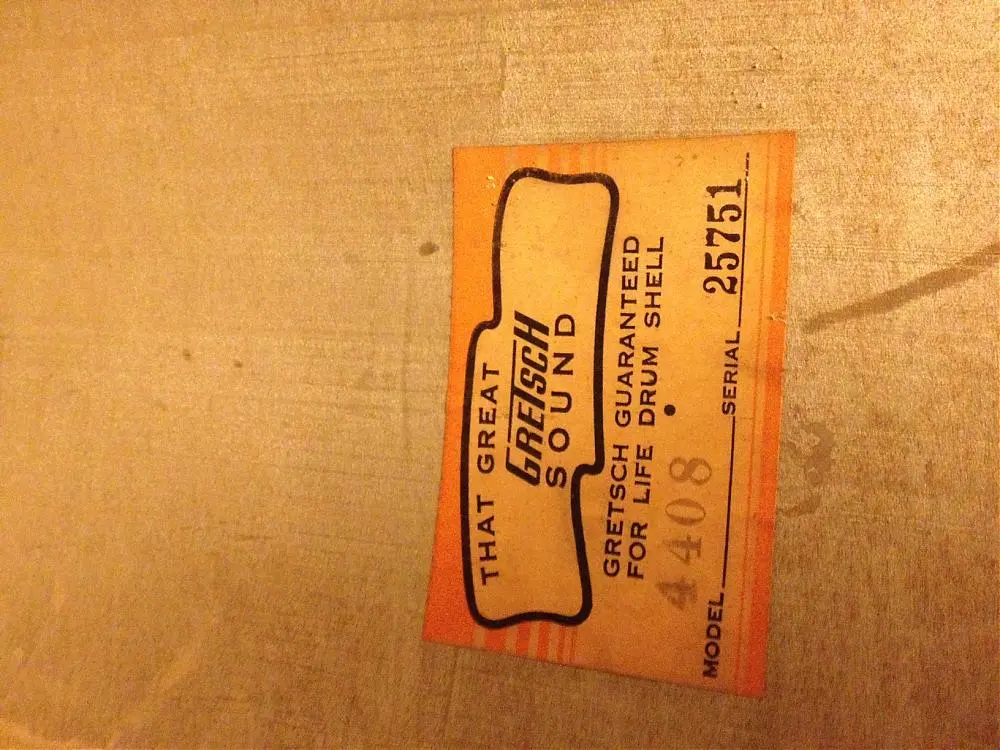 THAT GREAT
GRETSCH
SOUND
GRETSCH GUARANTEED
FOR LIFE DRUM SHELL
4408
MODEL SERIAL 25751